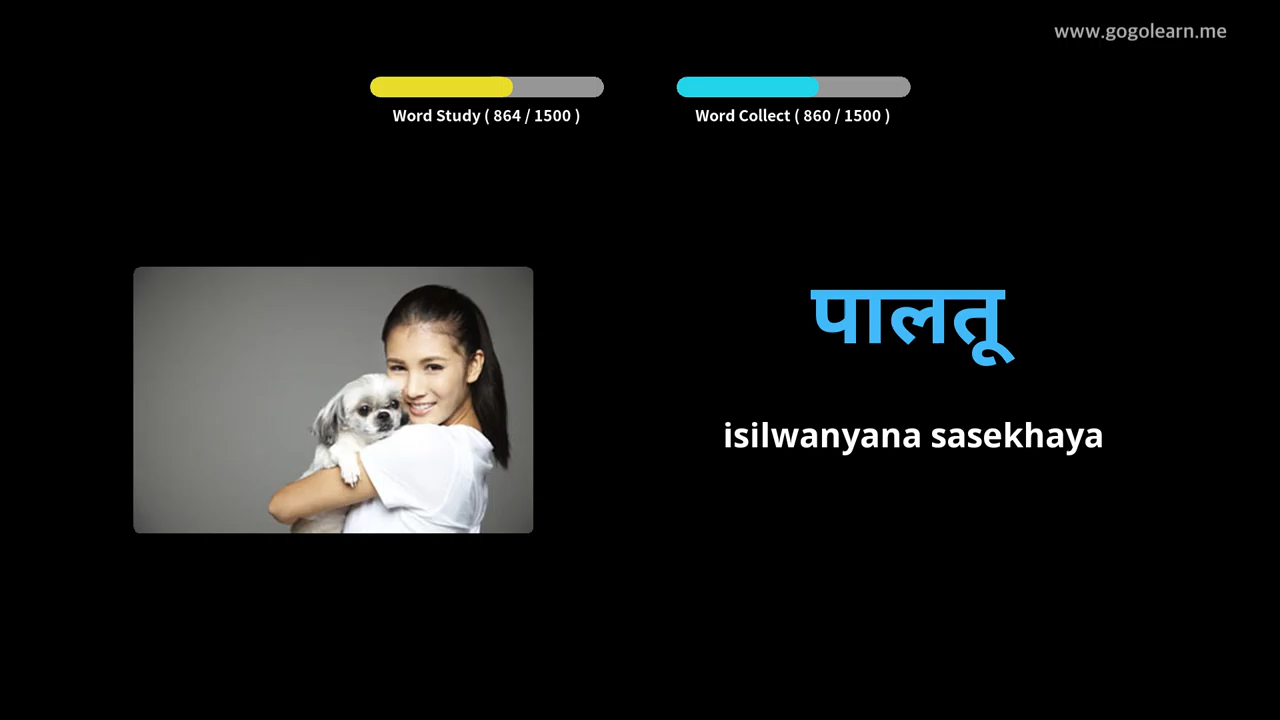 www.gogolearn.me
Word Study ( 864 / 1500 )
Word Collect ( 860 / 1500 )
पालतू
isilwanyana sasekhaya